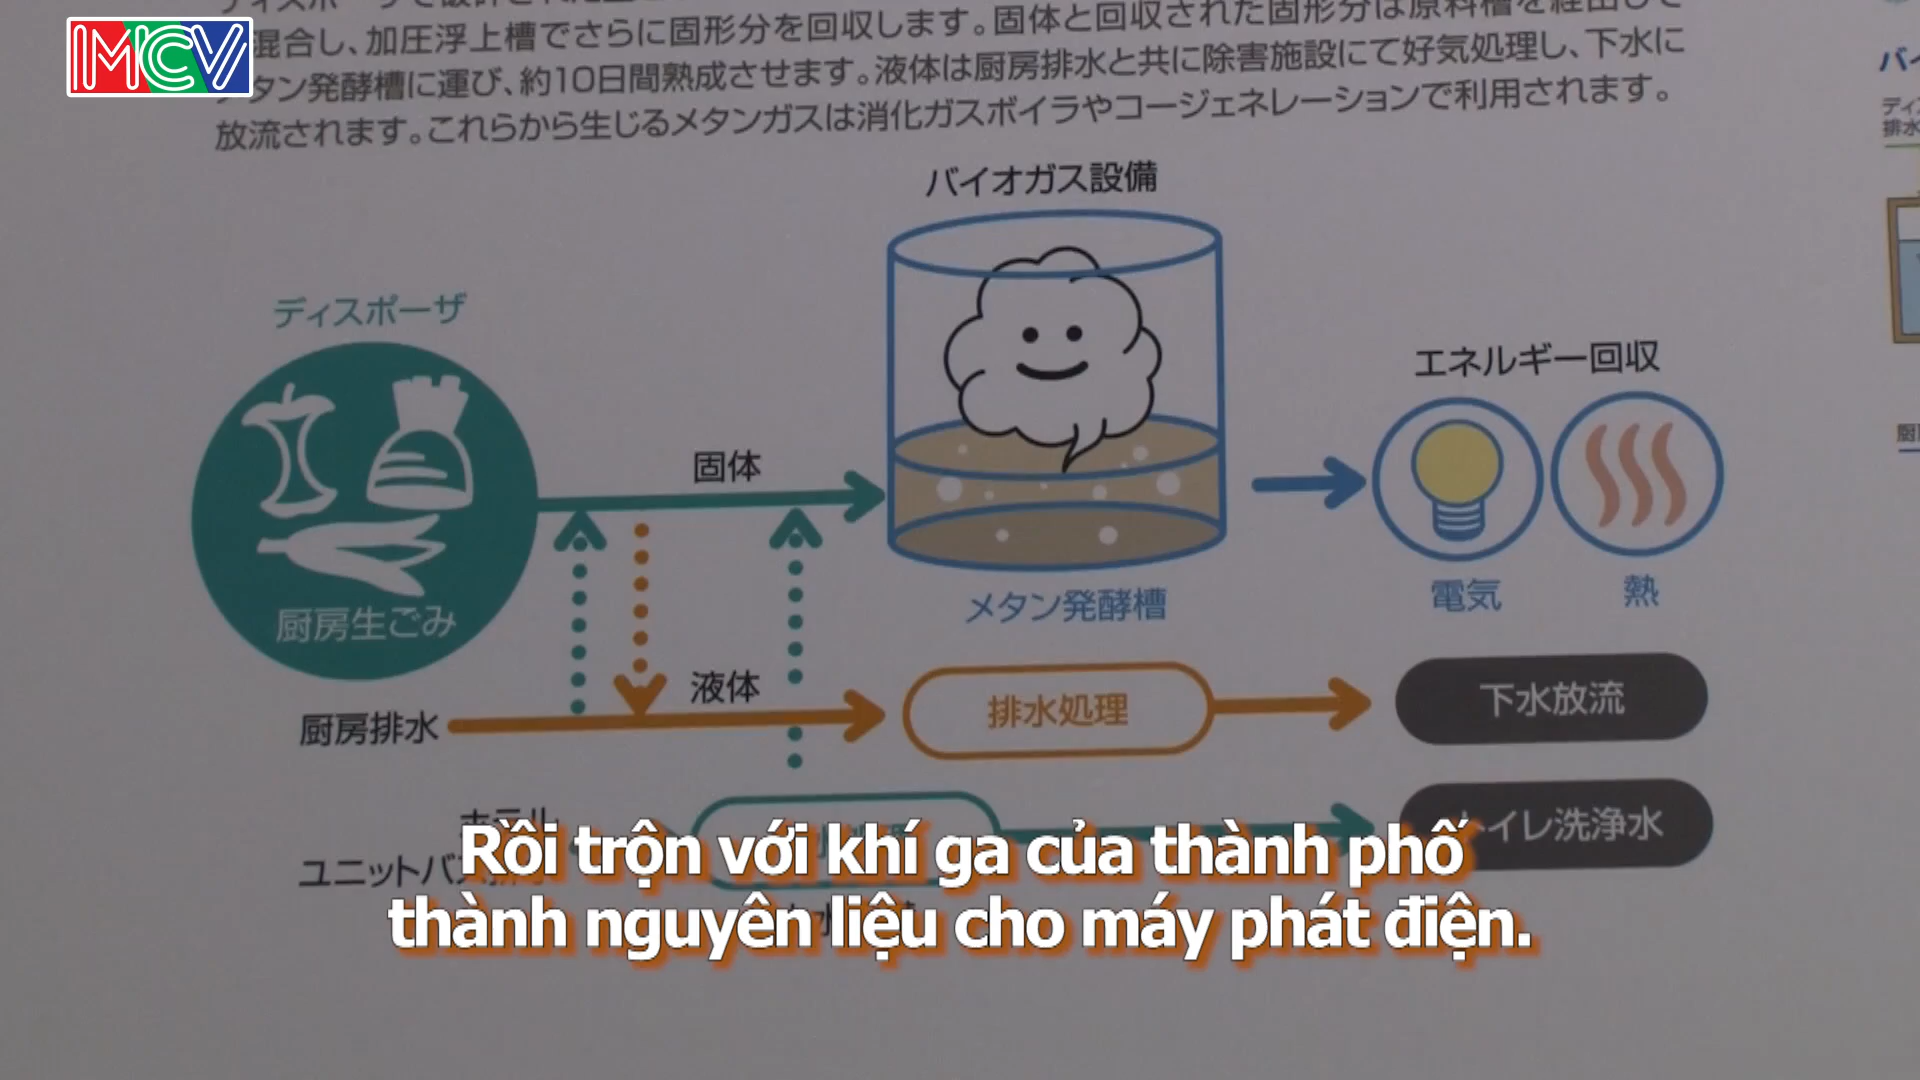 MCV
混合し、加圧浮上槽でさらに固形分を回収します。固体と回収された固形分は原料槽を経由して
メタン発酵槽に運び、約10日間熟成させます。液体は厨房排水と共に除害施設にて好気処理し、下水に
放流されます。これらから生じるメタンガスは消化ガスボイラやコージェネレーションで利用されます。
バイオガス設備
ディスポーザ
エネルギー回収
固体
厨房生ごみ
メタン発酵槽
電気
熱
液体
厨房排水
排水処理
下水放流
ホテル
トイレ洗浄水
ユニットバス
Rồi trộn với khí ga của thành phố
thành nguyên liệu cho máy phát điện.